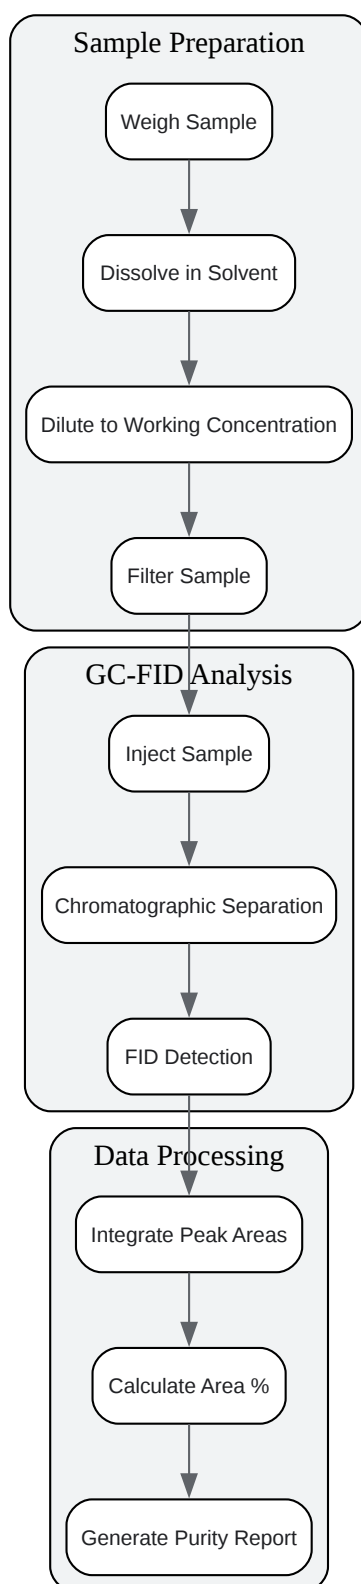 Sample Preparation
Weigh Sample
Dissolve in Solvent
Dilute to Working Concentration
Filter Sample
GC-FID Analysis
Inject Sample
Chromatographic Separation
FID Detection
Data Processing
Integrate Peak Areas
Calculate Area %
Generate Purity Report